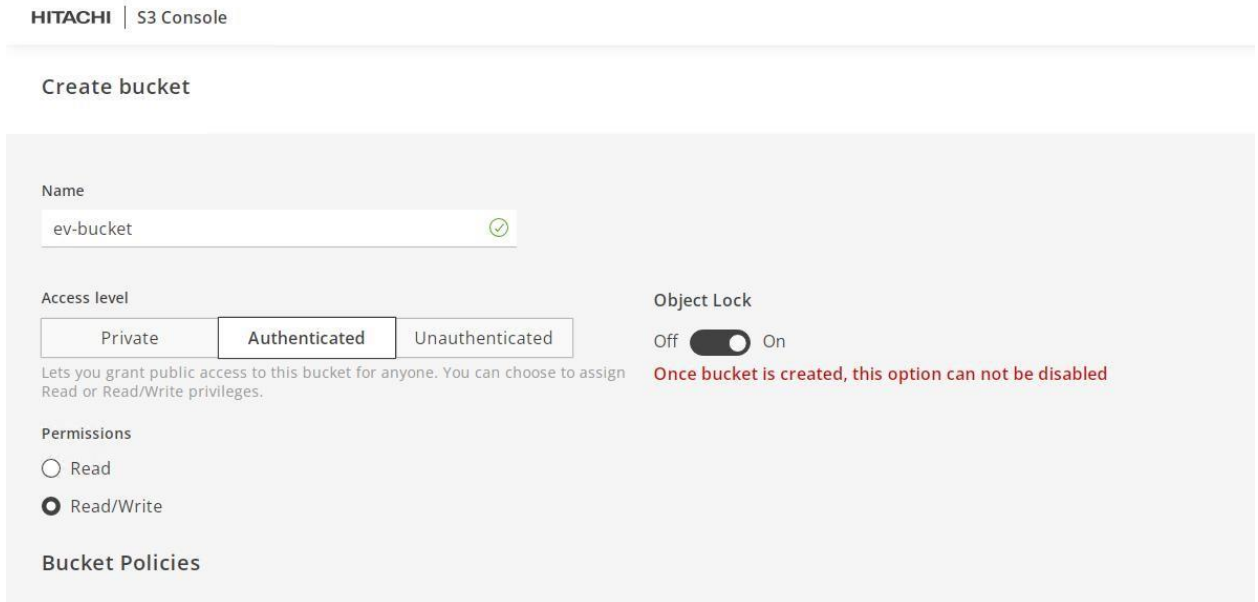 HITACHI | S3 Console
Create bucket
Name
ev-bucket
Access level
Private Authenticated Unauthenticated
Lets you grant public access to this bucket for anyone. You can choose to assign
Read or Read/Write privileges.
Object Lock
Off On
Once bucket is created, this option can not be disabled
Permissions
Read
Read/Write
Bucket Policies